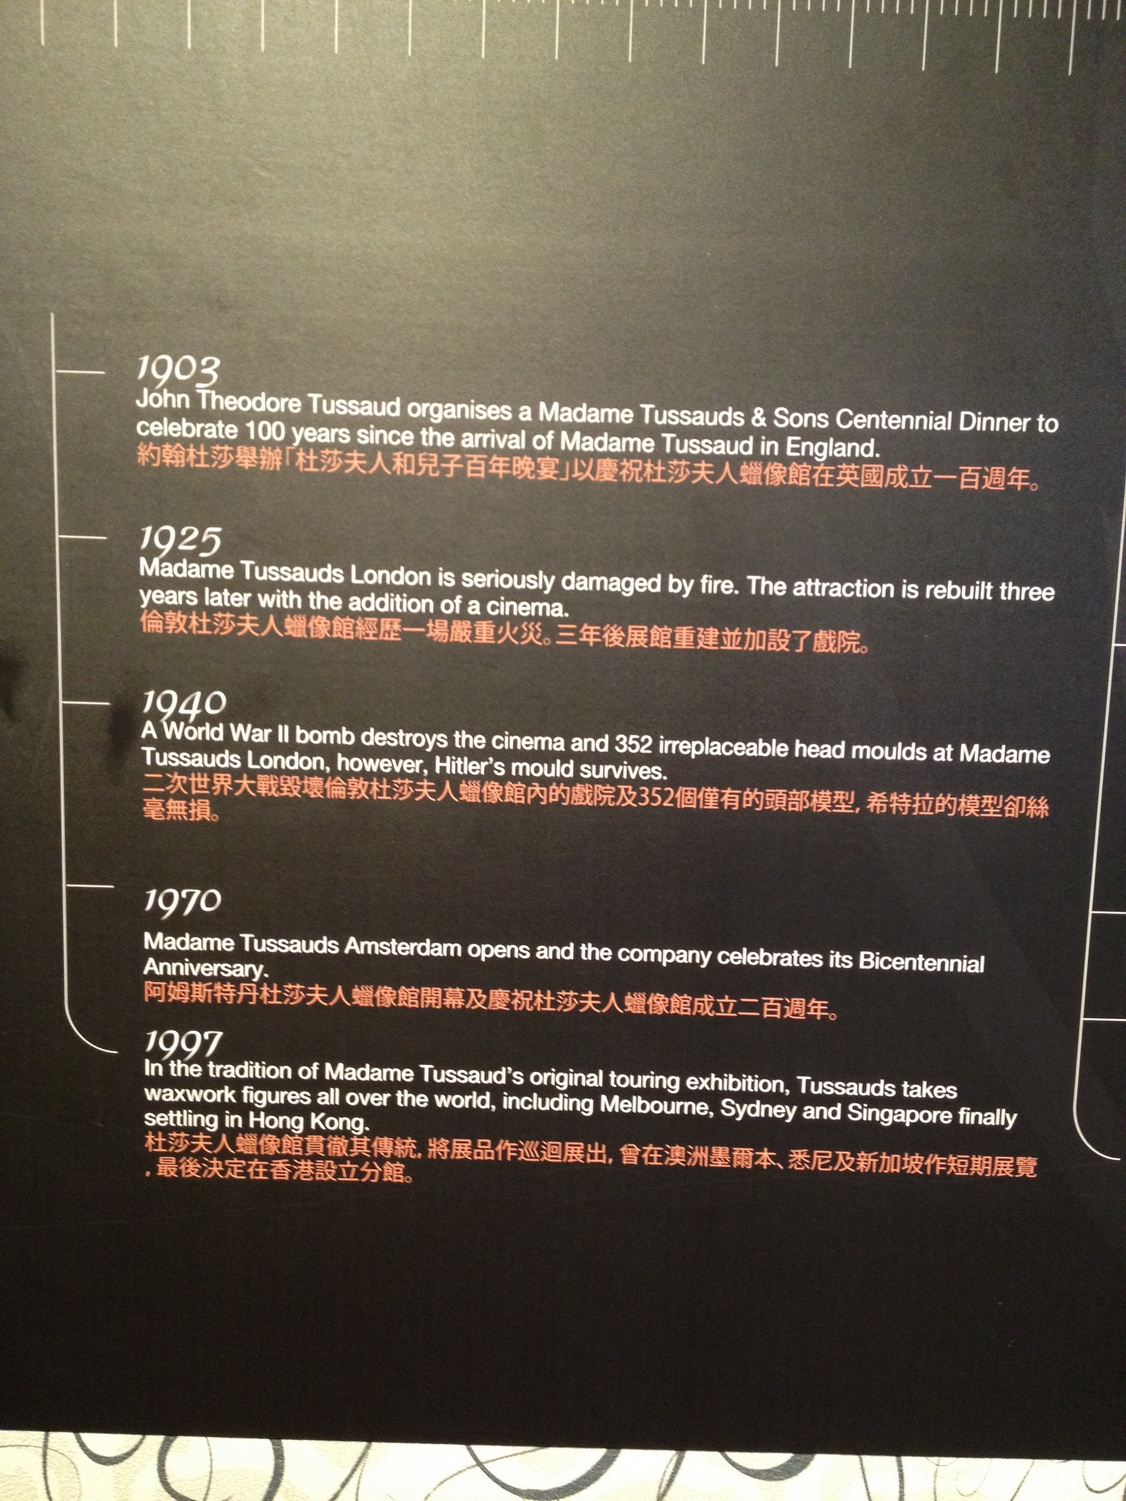 1903
John Theodore Tussaud organises a Madame Tussauds & Sons Centennial Dinner to
celebrate 100 years since the arrival of Madame Tussaud in England.
約翰杜莎舉辦「杜莎夫人和兒子百年晚宴」以慶祝杜莎夫人蠟像館在英國成立一百週年。
1925
Madame Tussauds London is seriously damaged by fire. The attraction is rebuilt three
years later with the addition of a cinema.
倫敦杜莎夫人蠟像館經歷一場嚴重火災。三年後展館重建並加設了戲院。
1940
A World War II bomb destroys the cinema and 352 irreplaceable head moulds at Madame
Tussauds London, however, Hitler's mould survives.
二次世界大戰毀壞倫敦杜莎夫人蠟像館內的戲院及352個僅有的頭部模型, 希特拉的模型卻絲
毫無損。
1970
Madame Tussauds Amsterdam opens and the company celebrates its Bicentennial
Anniversary.
阿姆斯特丹杜莎夫人蠟像館開幕及慶祝杜莎夫人蠟像館成立二百週年。
1997
In the tradition of Madame Tussaud's original touring exhibition, Tussauds takes
waxwork figures all over the world, including Melbourne, Sydney and Singapore finally
settling in Hong Kong.
杜莎夫人蠟像館貫徹其傳統, 將展品作巡迴展出, 曾在澳洲墨爾本、悉尼及新加坡作短期展覽
, 最後決定在香港設立分館。